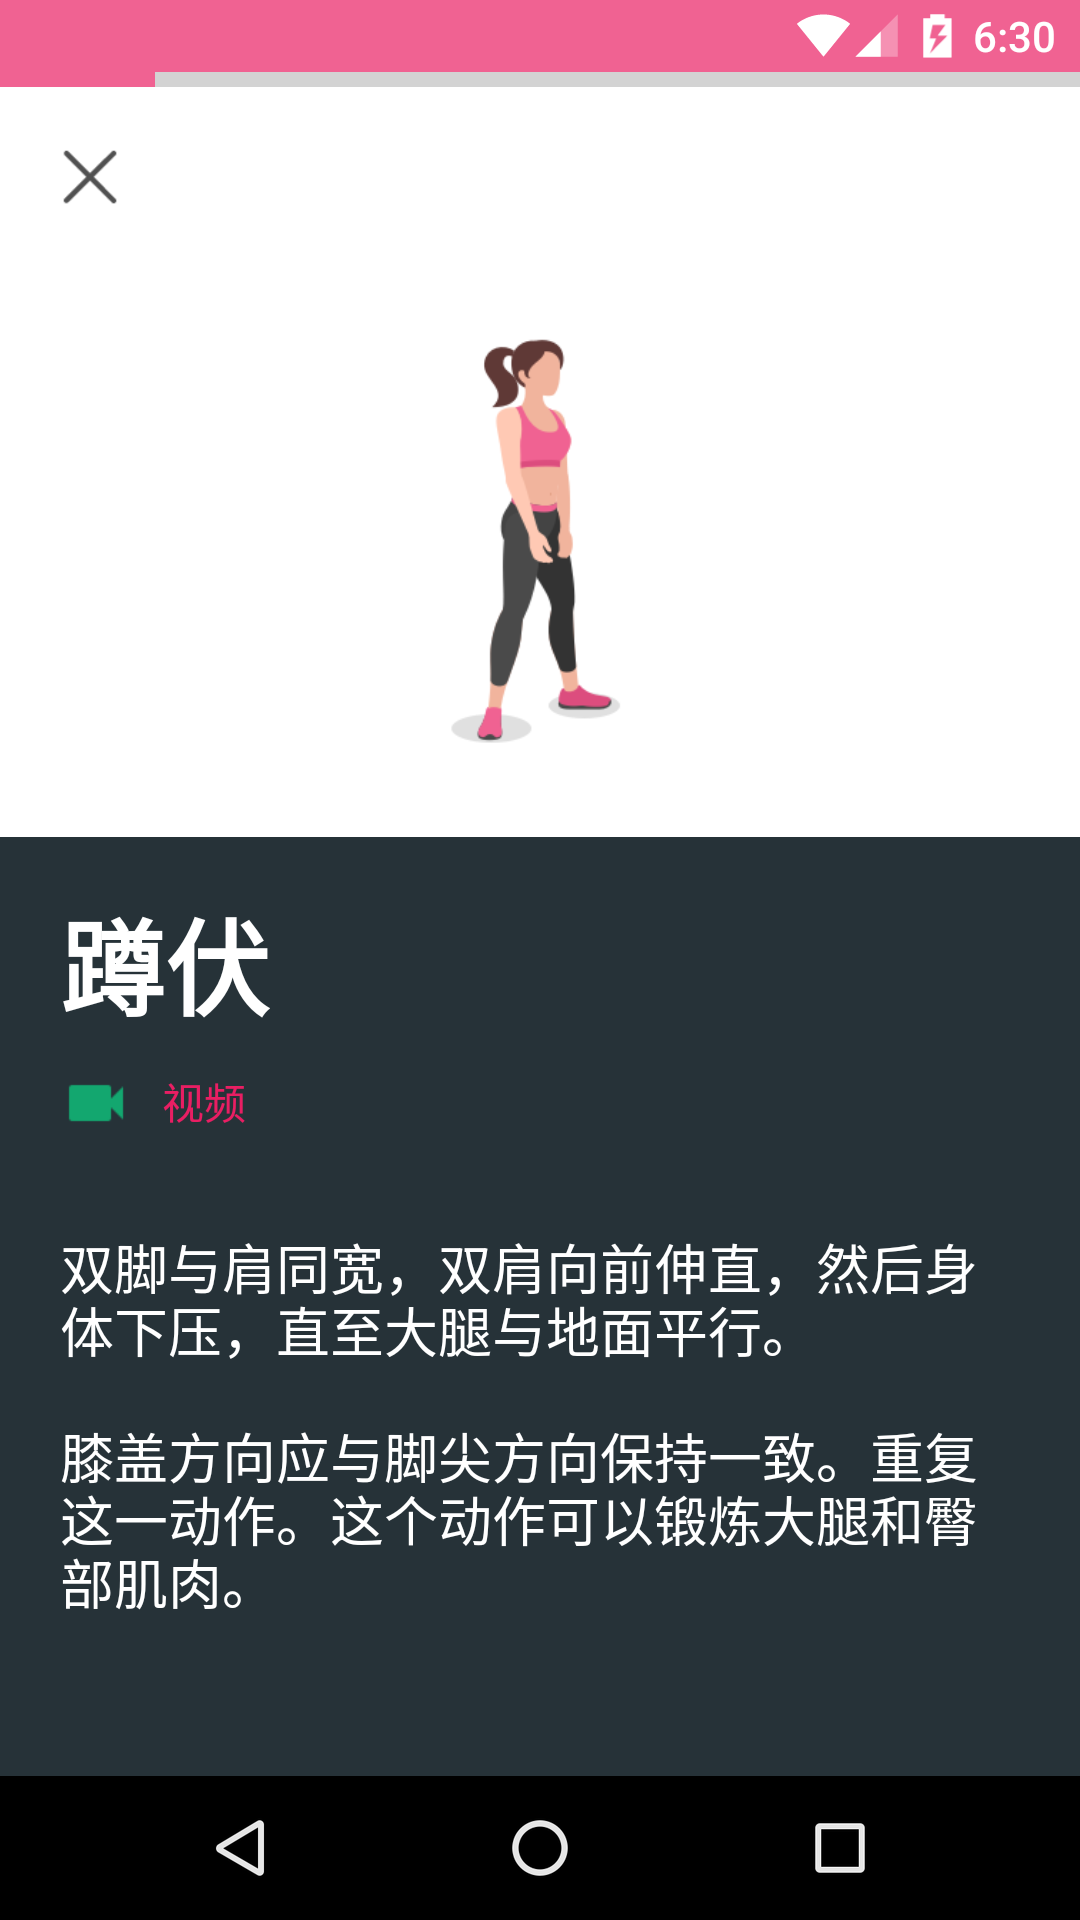 6:30
蹲伏
视频
双脚与肩同宽，双肩向前伸直，然后身
体下压，直至大腿与地面平行。
膝盖方向应与脚尖方向保持一致。重复
这一动作。这个动作可以锻炼大腿和臀
部肌肉。